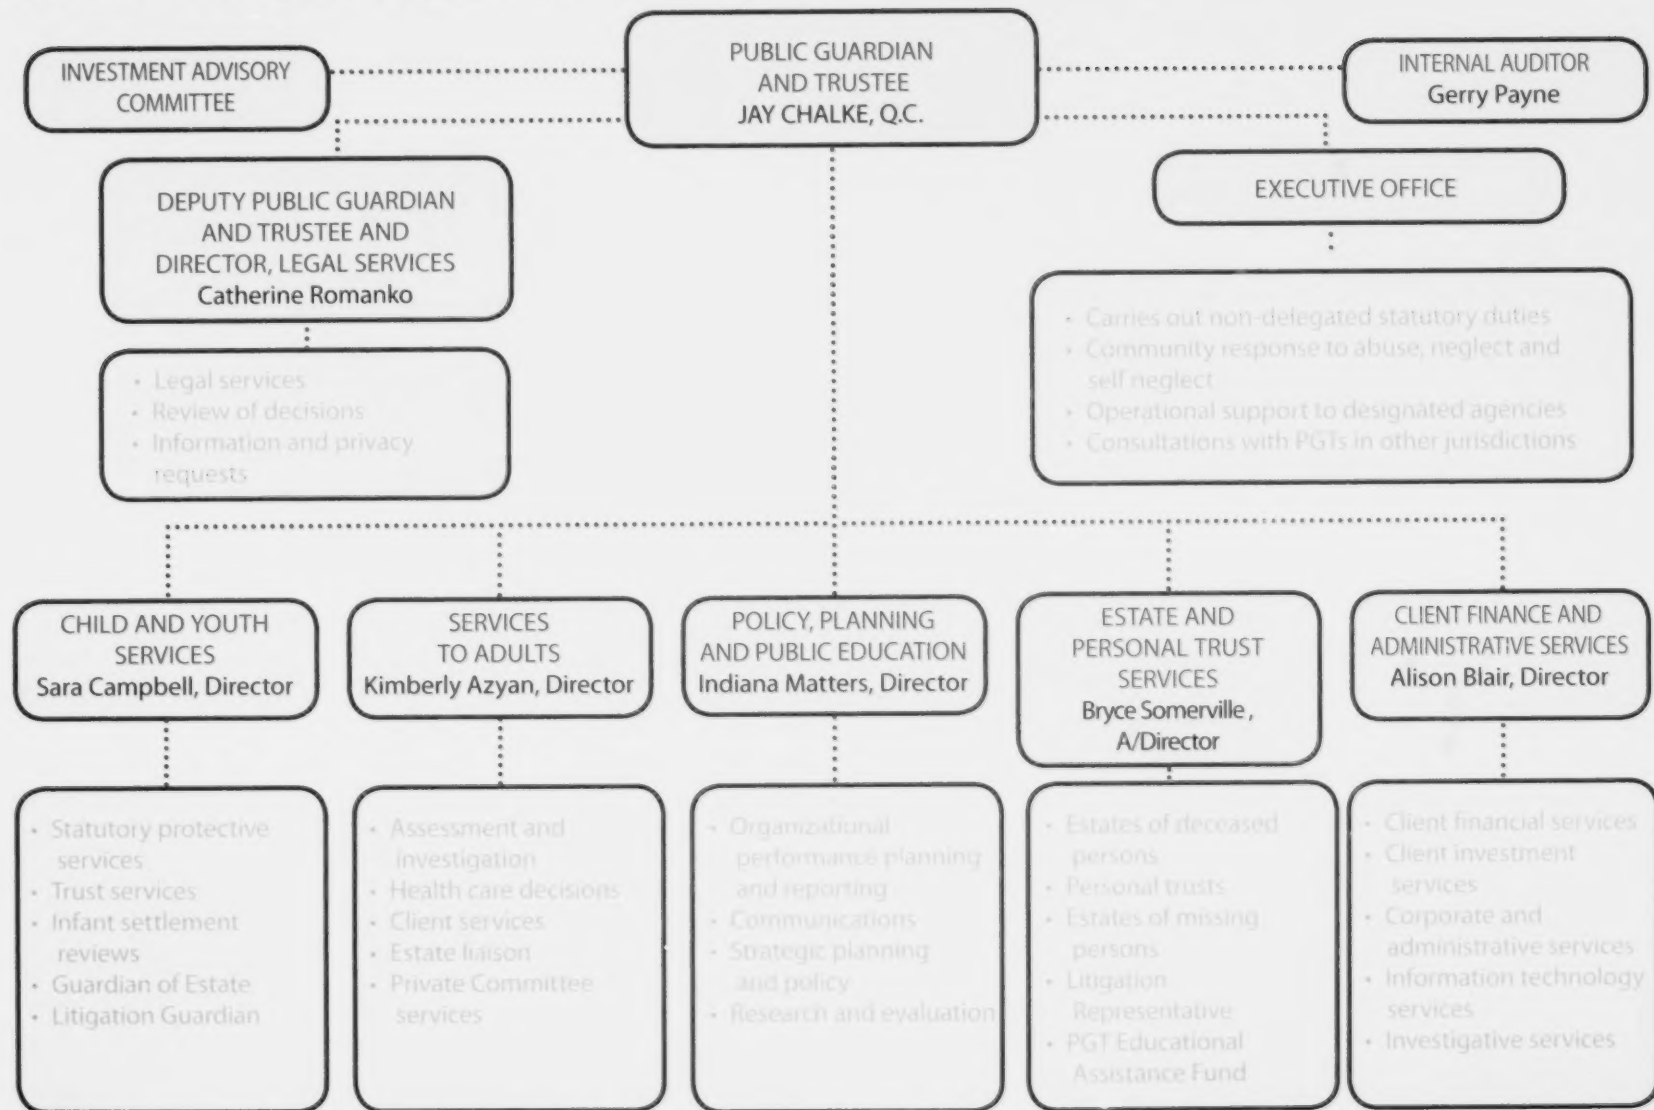 PUBLIC GUARDIAN
AND TRUSTEE
JAY CHALKE, Q.C.
INVESTMENT ADVISORY
COMMITTEE
INTERNAL AUDITOR
Gerry Payne
DEPUTY PUBLIC GUARDIAN
AND TRUSTEE AND
DIRECTOR, LEGAL SERVICES
Catherine Romanko
EXECUTIVE OFFICE
• Legal services
• Review of decisions
• Information and privacy
requests
• Carries out non-delegated statutory duties
• Community response to abuse, neglect and
self neglect
• Operational support to designated agencies
• Consultations with PGTs in other jurisdictions
CHILD AND YOUTH
SERVICES
Sara Campbell, Director
SERVICES
TO ADULTS
Kimberly Azyan, Director
POLICY, PLANNING
AND PUBLIC EDUCATION
Indiana Matters, Director
ESTATE AND
PERSONAL TRUST
SERVICES
Bryce Somerville,
A/Director
CLIENT FINANCE AND
ADMINISTRATIVE SERVICES
Alison Blair, Director
• Statutory protective
services
• Trust services
• Infant settlement
reviews
• Guardian of Estate
• Litigation Guardian
• Assessment and
investigation
• Health care decisions
• Client services
• Estate liaison
• Private Committee
services
• Organizational
performance planning
and reporting
• Communications
• Strategic planning
and policy
• Research and evaluation
• Estates of deceased
persons
• Personal trusts
• Estates of missing
persons
• Litigation
Representative
• PGT Educational
Assistance Fund
• Client financial services
• Client investment
services
• Corporate and
administrative services
• Information technology
services
• Investigative services